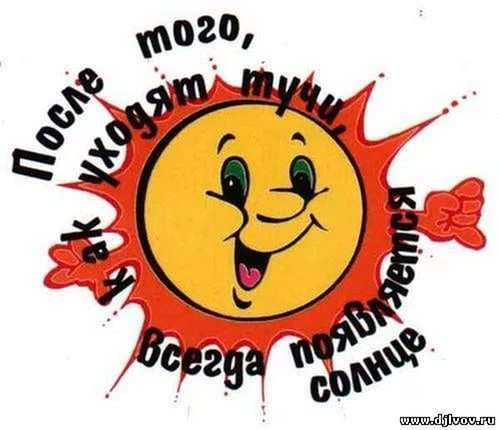 После того,
как уходят тучи,
всегда появляется
солнце
www.djlvov.ru